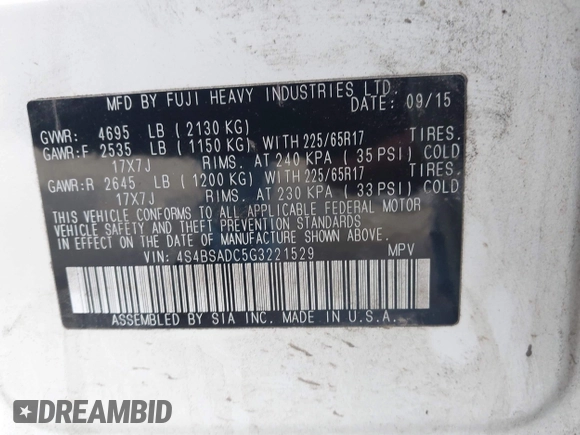 MFD BY FUJI HEAVY INDUSTRIES LTD.
DATE: 09/15
GVWR: 4695 LB ( 2130 KG)
GAWR:F 2535 LB ( 1150 KG) WITH 225/65R17 TIRES.
17X7J RIMS. AT 240 KPA ( 35 PSI) COLD
GAWR:R 2645 LB ( 1200 KG) WITH 225/65R17 TIRES.
17X7J RIMS. AT 230 KPA ( 33 PSI) COLD
THIS VEHICLE CONFORMS TO ALL APPLICABLE FEDERAL MOTOR
VEHICLE SAFETY AND THEFT PREVENTION STANDARDS
IN EFFECT ON THE DATE OF MANUFACTURE SHOWN ABOVE.
VIN: 4S4BSADC5G3221529 MPV
ASSEMBLED BY SIA INC. MADE IN U.S.A.
DREAMBID